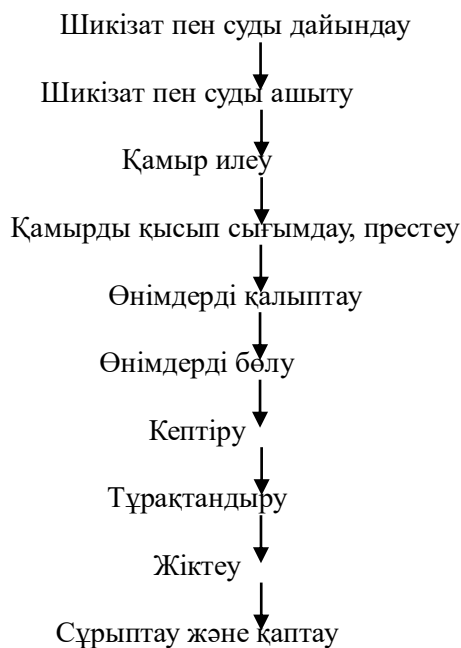 Шикізат пен суды дайындау
Шикізат пен суды ашыту
Қамыр илеу
Қамырды қысып сығымдау, престеу
Өнімдерді қалыптау
Өнімдерді бөлу
Кептіру
Тұрақтандыру
Жіктеу
Сұрыптау және қаптау